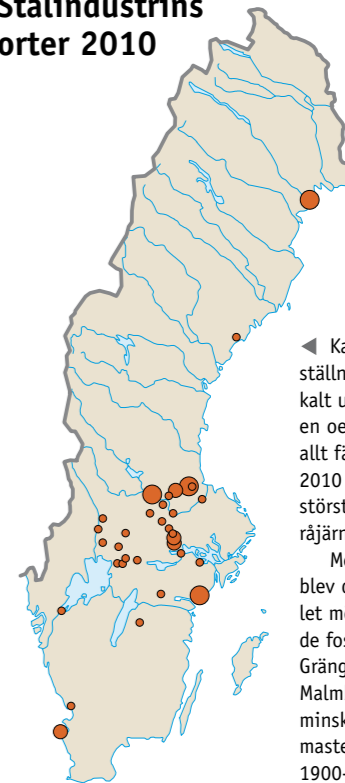 Stålindustrins
orter 2010
◀ Ka
ställn
kalt u
en oe
allt fä
2010
störst
råjärn
Me
blev d
let me
de fos
Gräng
Malm
minsk
maste
1900-